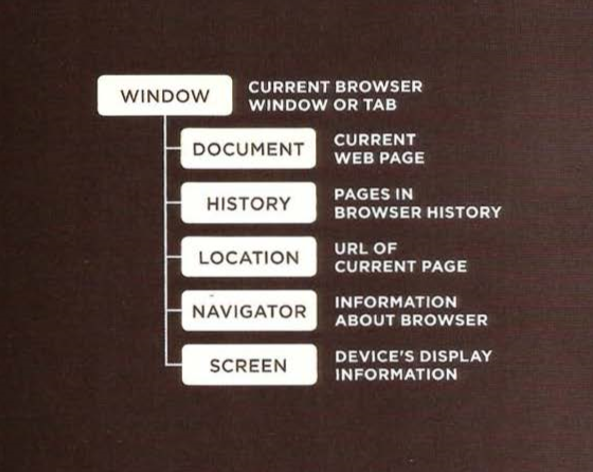 WINDOW
CURRENT BROWSER
WINDOW OR TAB
DOCUMENT
CURRENT
WEB PAGE
HISTORY
PAGES IN
BROWSER HISTORY
LOCATION
URL OF
CURRENT PAGE
NAVIGATOR
INFORMATION
ABOUT BROWSER
SCREEN
DEVICE'S DISPLAY
INFORMATION